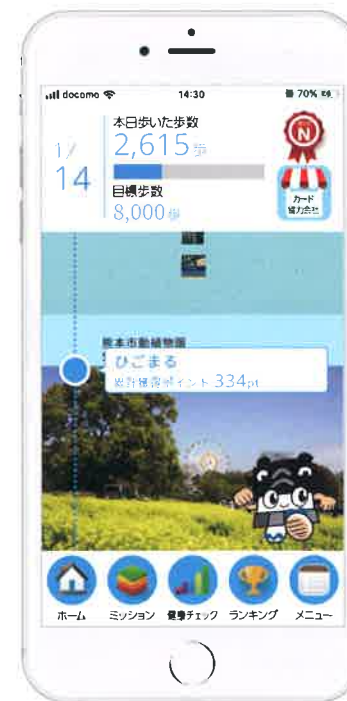 docomo 14:30 70%
本日歩いた歩数
1/14
2,615歩
目標歩数
8,000歩
N
カード
協力会社
熊本市動植物園
ひごまる
累計獲得ポイント 334pt
ホーム ミッション 健康チェック ランキング メニュー